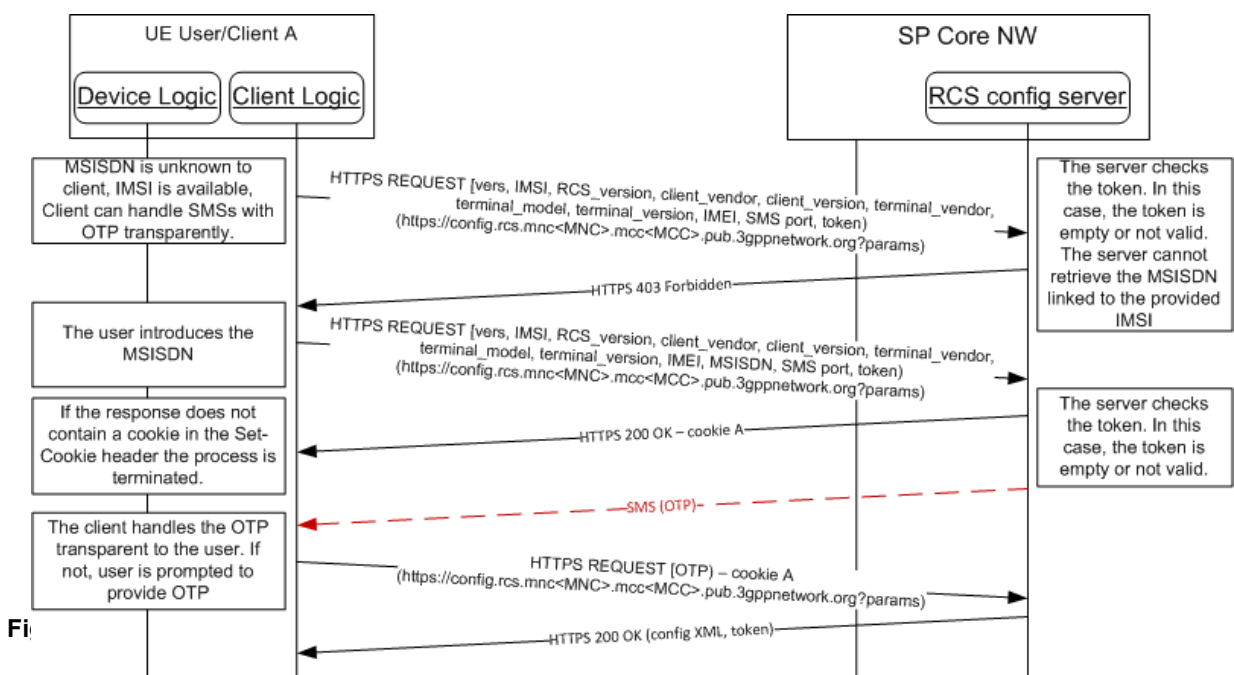 UE User/Client A
SP Core NW
Device Logic
Client Logic
RCS config server
MSISDN is unknown to
client, IMSI is available,
Client can handle SMSs with
OTP transparently.
HTTPS REQUEST [vers, IMSI, RCS_version, client_vendor, client_version, terminal_vendor,
terminal_model, terminal_version, IMEI, SMS port, token)
(https://config.rcs.mnc<MNC>.mcc<MCC>.pub.3gppnetwork.org?params)
The server checks
the token. In this
case, the token is
empty or not valid.
The server cannot
retrieve the MSISDN
linked to the provided
IMSI
HTTPS 403 Forbidden
The user introduces the
MSISDN
HTTPS REQUEST [vers, IMSI, RCS_version, client_vendor, client_version, terminal_vendor,
terminal_model, terminal_version, IMEI, MSISDN, SMS port, token)
(https://config.rcs.mnc<MNC>.mcc<MCC>.pub.3gppnetwork.org?params)
If the response does not
contain a cookie in the Set-
Cookie header the process is
terminated.
HTTPS 200 OK – cookie A
The server checks
the token. In this
case, the token is
empty or not valid.
SMS (OTP)
The client handles the OTP
transparent to the user. If
not, user is prompted to
provide OTP
HTTPS REQUEST [OTP) – cookie A
(https://config.rcs.mnc<MNC>.mcc<MCC>.pub.3gppnetwork.org?params)
HTTPS 200 OK (config XML, token)